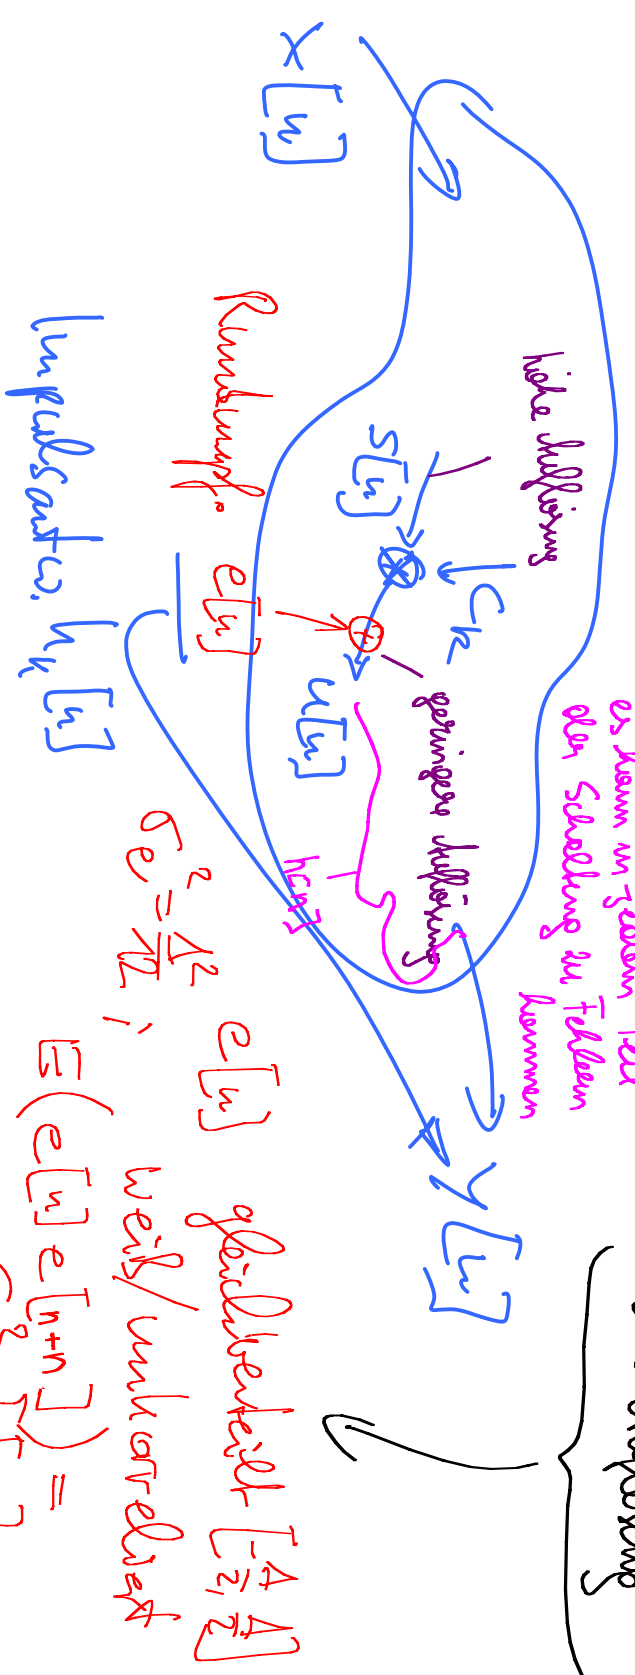 es kann in jedem Teil
der Schaltung zu Fehlern
kommen
hohe Auflösung
x[n]
s[n]
c_k
geringere Auflösung
Rundeimpf. e[n]
u[n]
h[n]
y[n]
Impulsantw. h_k[n]
e[n] gleichverteilt [-Δ/2, Δ/2]
σ_e² = Δ²/12, weiß/unkorreliert
E(e[n] e[n+n]) =